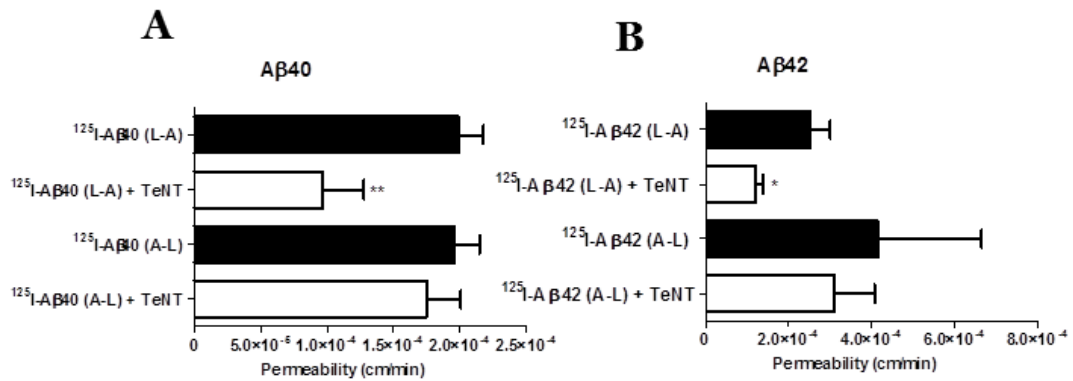 A
Aβ40
¹²⁵I-Aβ40 (L-A)
¹²⁵I-Aβ40 (L-A) + TeNT
**
¹²⁵I-Aβ40 (A-L)
¹²⁵I-Aβ40 (A-L) + TeNT
0 5.0×10⁻⁵ 1.0×10⁻⁴ 1.5×10⁻⁴ 2.0×10⁻⁴ 2.5×10⁻⁴
Permeability (cm/min)
B
Aβ42
¹²⁵I-Aβ42 (L-A)
¹²⁵I-Aβ42 (L-A) + TeNT
*
¹²⁵I-Aβ42 (A-L)
¹²⁵I-Aβ42 (A-L) + TeNT
0 2.0×10⁻⁴ 4.0×10⁻⁴ 6.0×10⁻⁴ 8.0×10⁻⁴
Permeability (cm/min)